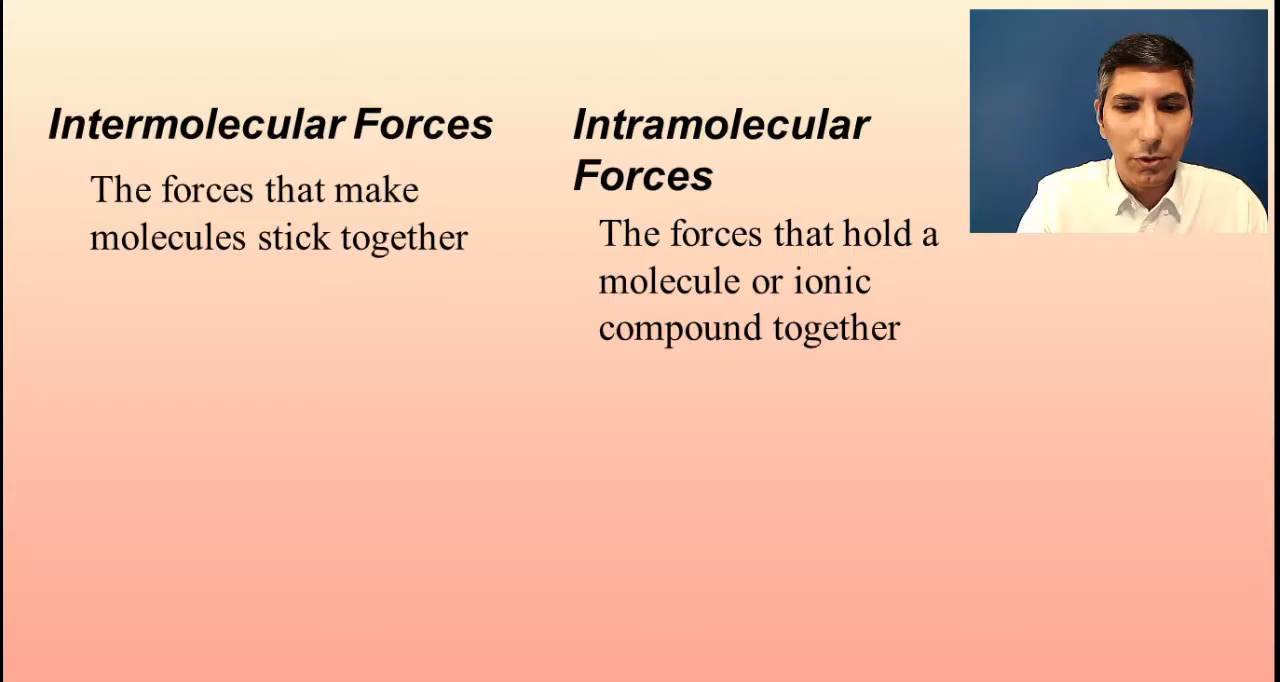 Intermolecular Forces
The forces that make
molecules stick together
Intramolecular
Forces
The forces that hold a
molecule or ionic
compound together